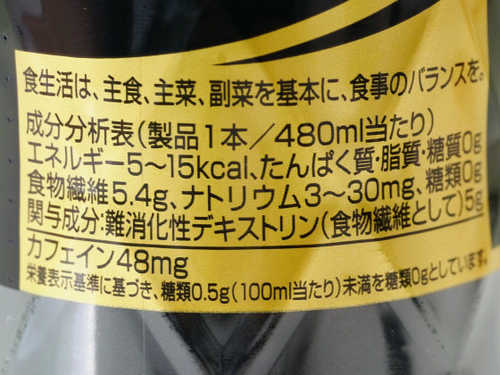 食生活は、主食、主菜、副菜を基本に、食事のバランスを。
成分分析表(製品1本/480ml当たり)
エネルギー5~15kcal、たんぱく質・脂質・糖質0g
食物繊維5.4g、ナトリウム3~30mg、糖類0g
関与成分:難消化性デキストリン(食物繊維として)5g
カフェイン48mg
栄養表示基準に基づき、糖類0.5g(100ml当たり)未満を糖類0gとしています。